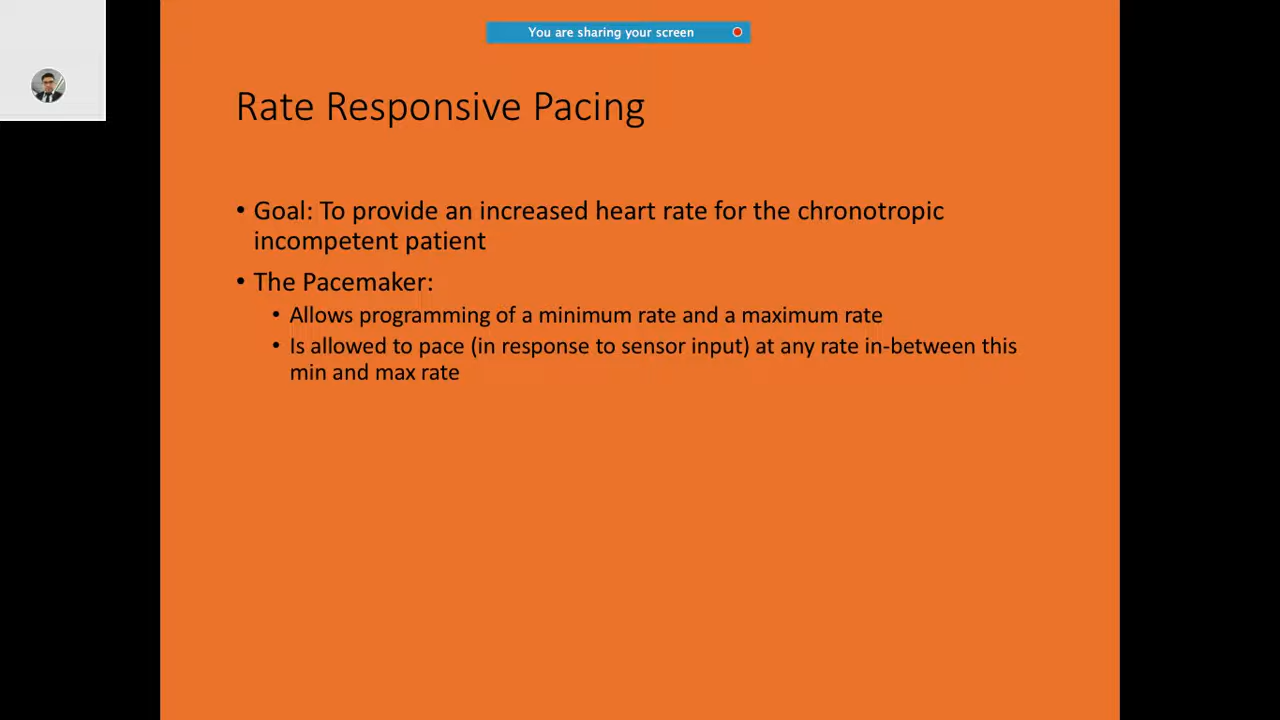 You are sharing your screen
Rate Responsive Pacing
• Goal: To provide an increased heart rate for the chronotropic
incompetent patient
• The Pacemaker:
• Allows programming of a minimum rate and a maximum rate
• Is allowed to pace (in response to sensor input) at any rate in-between this
min and max rate